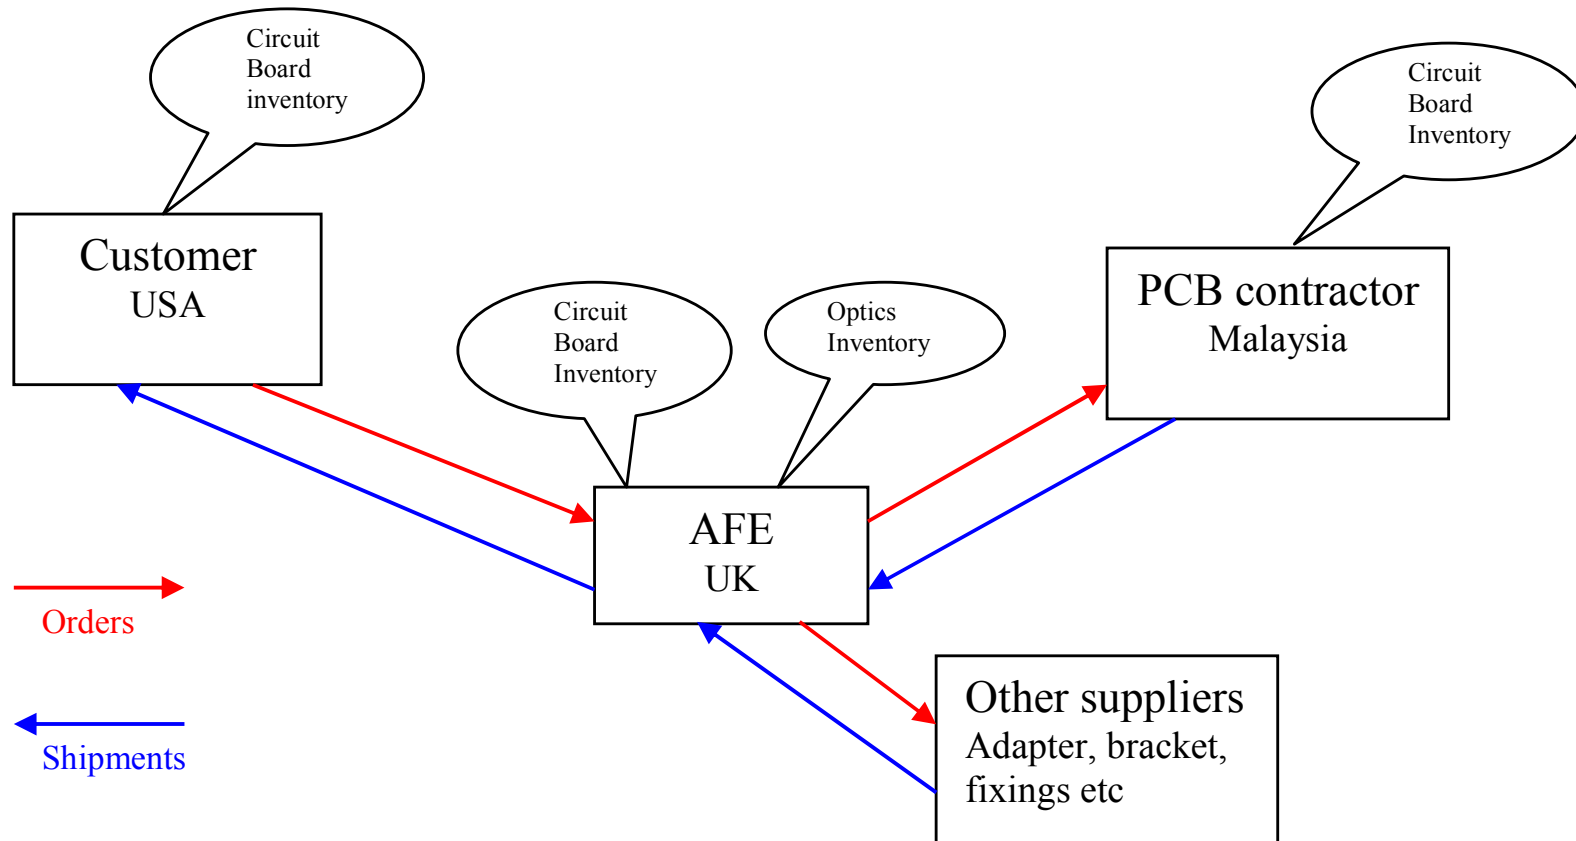 Circuit
Board
inventory
Circuit
Board
Inventory
Customer
USA
PCB contractor
Malaysia
Circuit
Board
Inventory
Optics
Inventory
AFE
UK
Orders
Shipments
Other suppliers
Adapter, bracket,
fixings etc